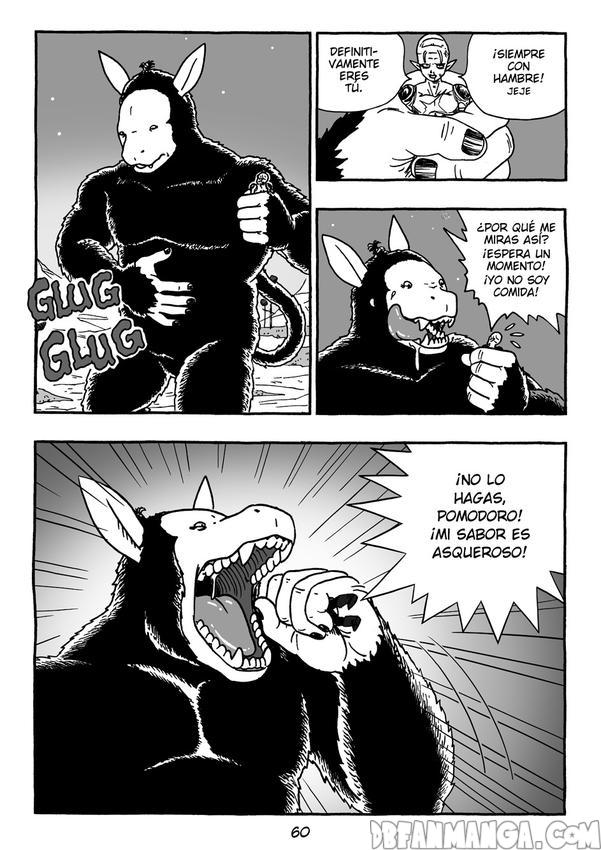 GLUG
GLUG
DEFINITI-
VAMENTE
ERES
TÚ.
¡SIEMPRE
CON
HAMBRE!
JEJE
¿POR QUÉ ME
MIRAS ASÍ?
¡ESPERA UN
MOMENTO!
¡YO NO SOY
COMIDA!
¡NO LO
HAGAS,
POMODORO!
¡MI SABOR ES
ASQUEROSO!
60
DBFANMANGA.COM